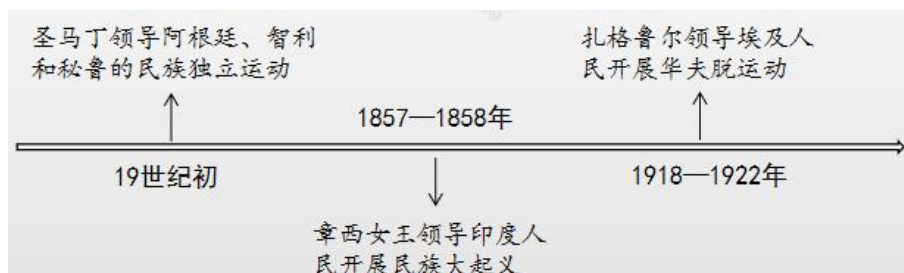 圣马丁领导阿根廷、智利
和秘鲁的民族独立运动
扎格鲁尔领导埃及人
民开展华夫脱运动
1857—1858年
19世纪初
1918—1922年
章西女王领导印度人
民开展民族大起义